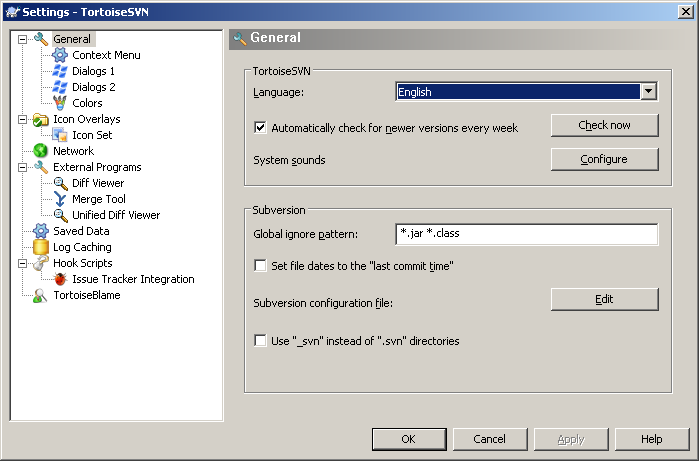 Settings - TortoiseSVN
General
Context Menu
Dialogs 1
Dialogs 2
Colors
Icon Overlays
Icon Set
Network
External Programs
Diff Viewer
Merge Tool
Unified Diff Viewer
Saved Data
Log Caching
Hook Scripts
Issue Tracker Integration
TortoiseBlame
General
TortoiseSVN
Language:
English
Automatically check for newer versions every week
Check now
System sounds
Configure
Subversion
Global ignore pattern:
*.jar *.class
Set file dates to the "last commit time"
Subversion configuration file:
Edit
Use "_svn" instead of ".svn" directories
OK
Cancel
Apply
Help